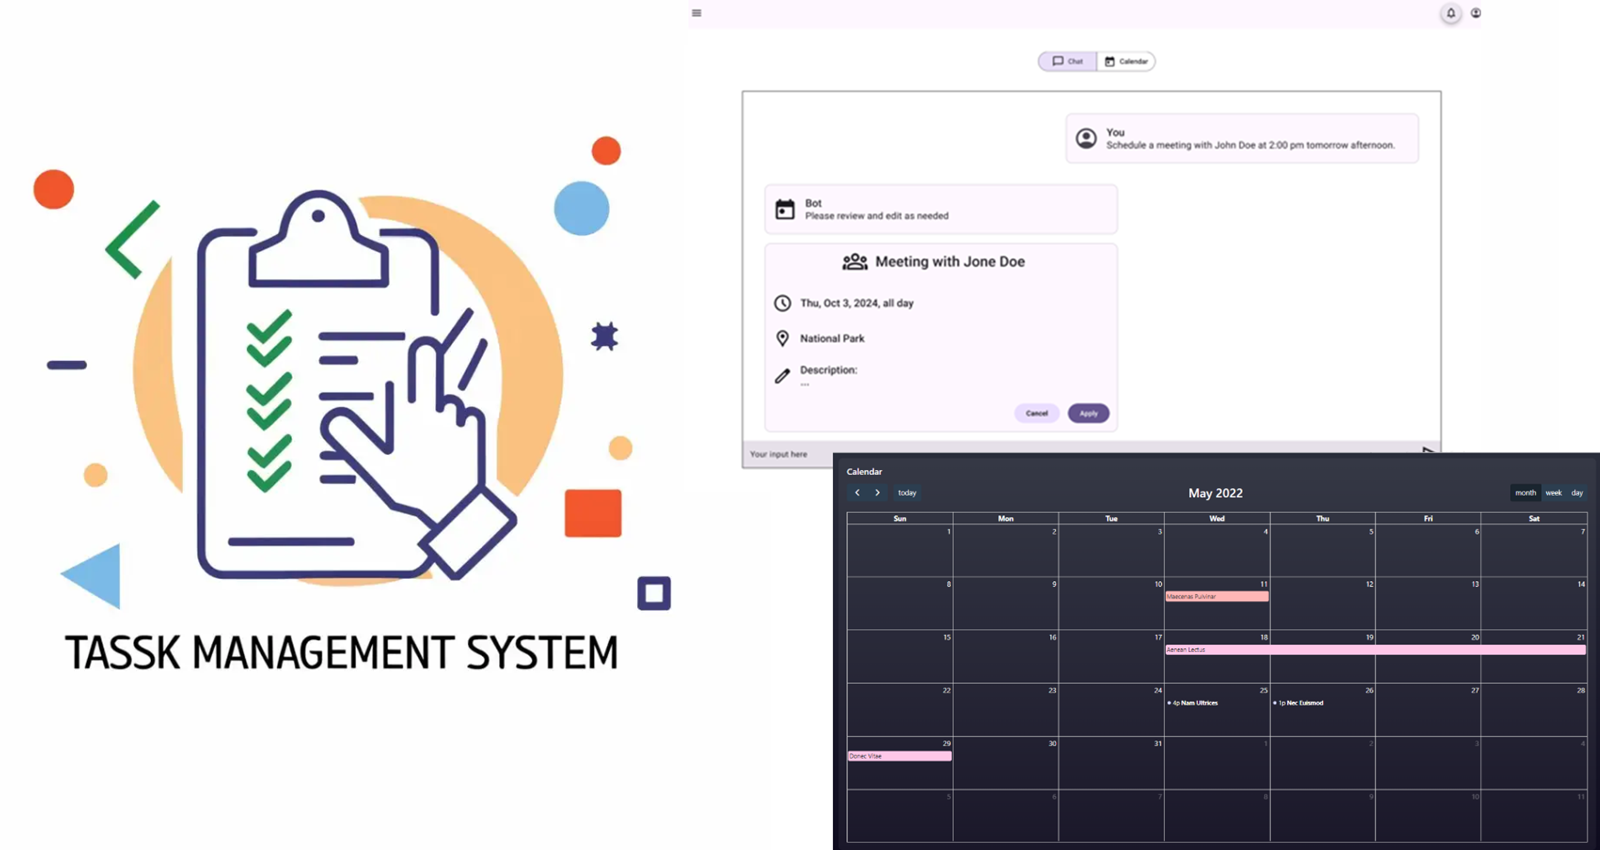 TASSK MANAGEMENT SYSTEM
Chat
Calendar
You
Schedule a meeting with John Doe at 2:00 pm tomorrow afternoon.
Bot
Please review and edit as needed
Meeting with Jone Doe
Thu, Oct 3, 2024, all day
National Park
Description:
...
Cancel
Apply
Your input here
Calendar
today
May 2022
month week day
Sun Mon Tue Wed Thu Fri Sat
1 2 3 4 5 6 7
8 9 10 11 12 13 14
Maecenas Pulvinar
15 16 17 18 19 20 21
Aenean Lectus
22 23 24 25 26 27 28
4p Nam Ultrices 1p Nec Euismod
29 30 31 1 2 3 4
Donec Vitae
5 6 7 8 9 10 11